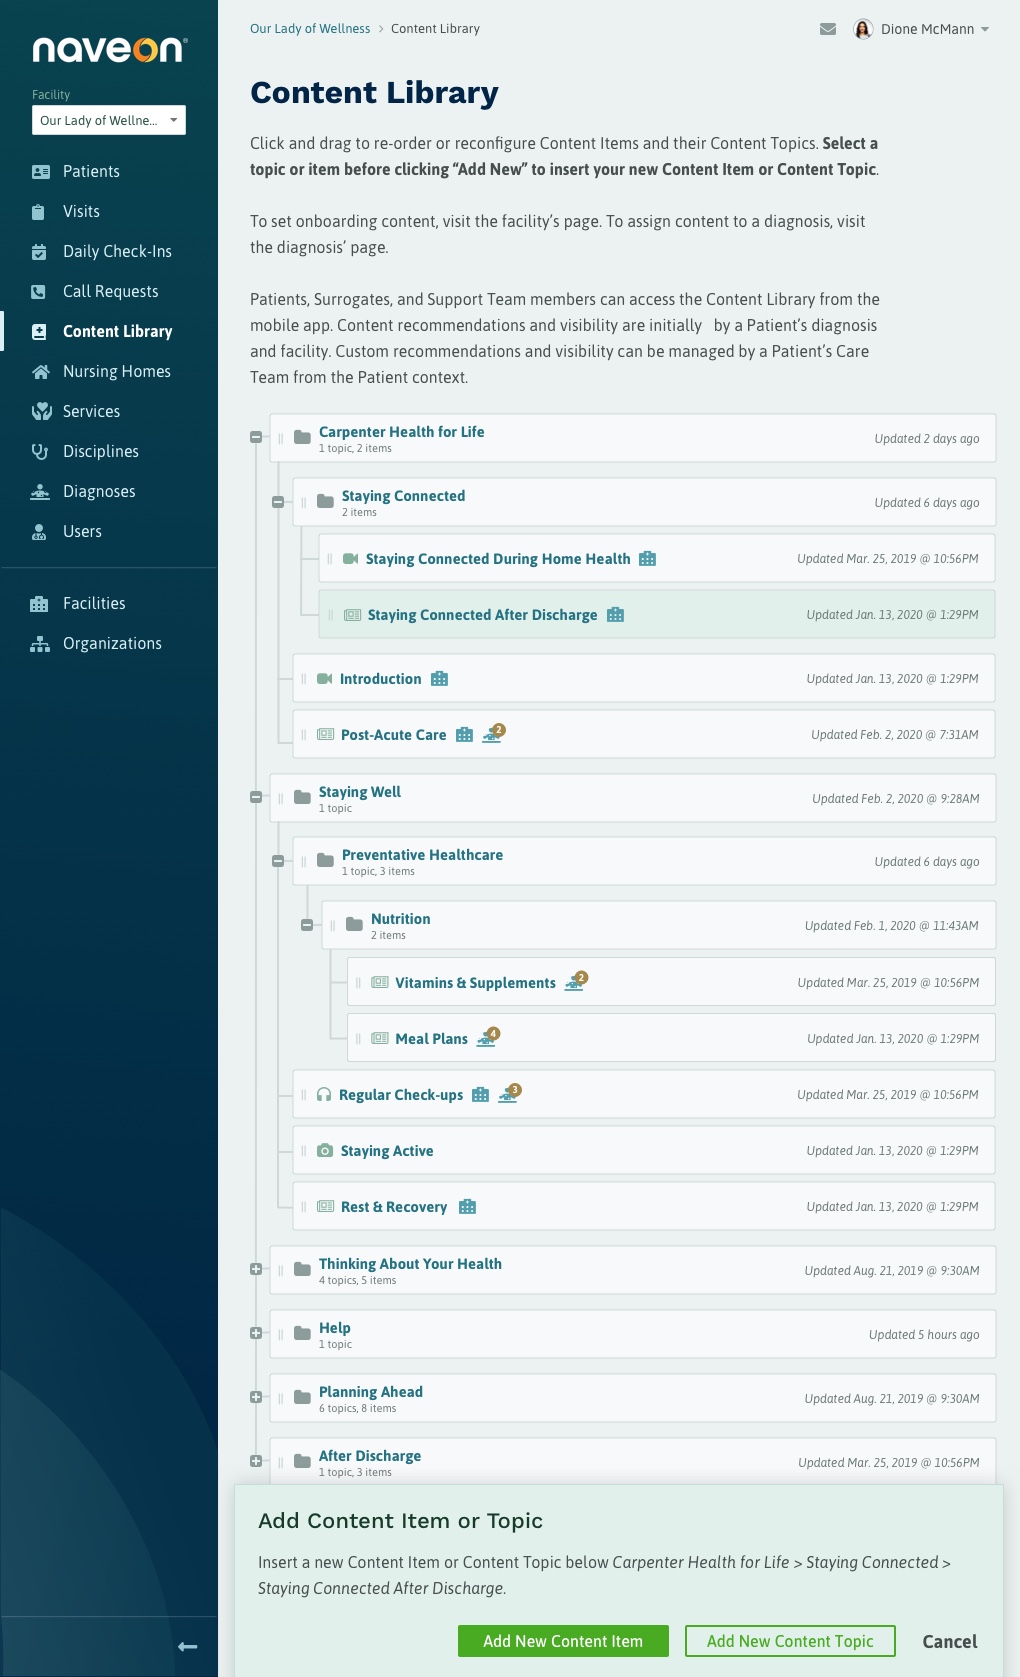 naveon
Facility
Our Lady of Wellne...
Patients
Visits
Daily Check-Ins
Call Requests
Content Library
Nursing Homes
Services
Disciplines
Diagnoses
Users
Facilities
Organizations
Our Lady of Wellness > Content Library
Dione McMann
Content Library
Click and drag to re-order or reconfigure Content Items and their Content Topics. Select a
topic or item before clicking “Add New” to insert your new Content Item or Content Topic.
To set onboarding content, visit the facility’s page. To assign content to a diagnosis, visit
the diagnosis’ page.
Patients, Surrogates, and Support Team members can access the Content Library from the
mobile app. Content recommendations and visibility are initially by a Patient’s diagnosis
and facility. Custom recommendations and visibility can be managed by a Patient’s Care
Team from the Patient context.
Carpenter Health for Life
1 topic, 2 items
Updated 2 days ago
Staying Connected
2 items
Updated 6 days ago
Staying Connected During Home Health
Updated Mar. 25, 2019 @ 10:56PM
Staying Connected After Discharge
Updated Jan. 13, 2020 @ 1:29PM
Introduction
Updated Jan. 13, 2020 @ 1:29PM
Post-Acute Care 2
Updated Feb. 2, 2020 @ 7:31AM
Staying Well
1 topic
Updated Feb. 2, 2020 @ 9:28AM
Preventative Healthcare
1 topic, 3 items
Updated 6 days ago
Nutrition
2 items
Updated Feb. 1, 2020 @ 11:43AM
Vitamins & Supplements 2
Updated Mar. 25, 2019 @ 10:56PM
Meal Plans 4
Updated Jan. 13, 2020 @ 1:29PM
Regular Check-ups 3
Updated Mar. 25, 2019 @ 10:56PM
Staying Active
Updated Jan. 13, 2020 @ 1:29PM
Rest & Recovery
Updated Jan. 13, 2020 @ 1:29PM
Thinking About Your Health
4 topics, 5 items
Updated Aug. 21, 2019 @ 9:30AM
Help
1 topic
Updated 5 hours ago
Planning Ahead
6 topics, 8 items
Updated Aug. 21, 2019 @ 9:30AM
After Discharge
1 topic, 3 items
Updated Mar. 25, 2019 @ 10:56PM
Add Content Item or Topic
Insert a new Content Item or Content Topic below Carpenter Health for Life > Staying Connected >
Staying Connected After Discharge.
Add New Content Item
Add New Content Topic
Cancel